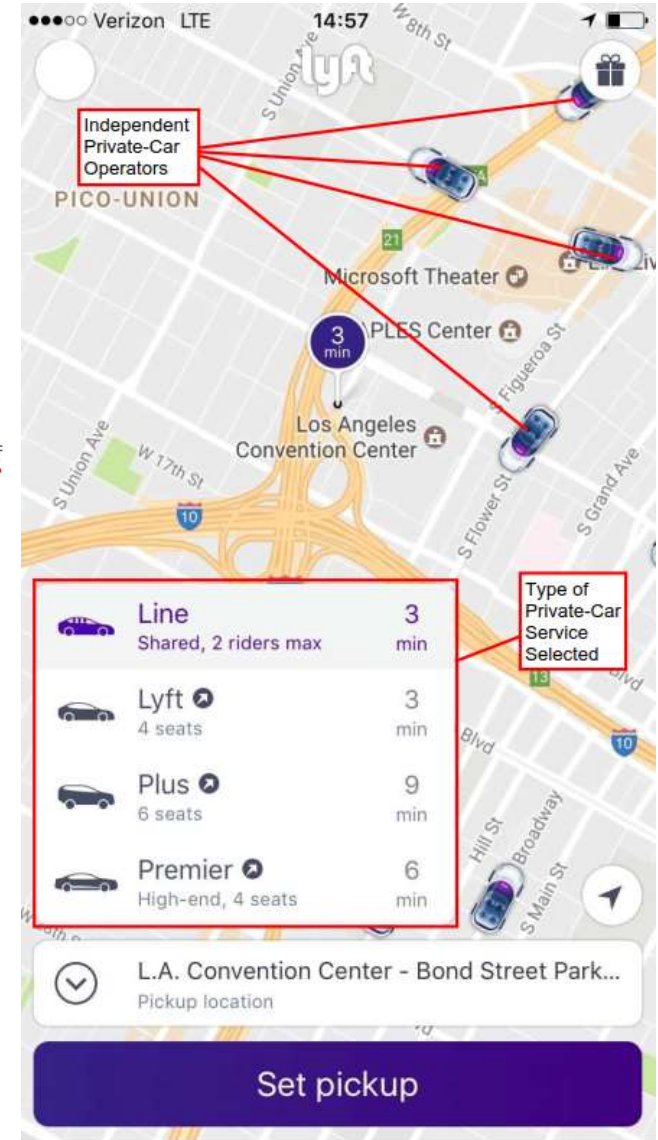 Verizon LTE 14:57
W 8th St
lyft
S Union Ave
Independent
Private-Car
Operators
PICO-UNION
21
Microsoft Theater
PLES Center
3
min
S Figueroa St
Los Angeles
Convention Center
S Union Ave
W 17th St
S Grand Ave
S Flower St
10
Line 3
Shared, 2 riders max min
Type of
Private-Car
Service
Selected
Lyft 3
4 seats min
13
Blvd
10
Plus 9
6 seats min
Hill St
Broadway
S Main St
Premier 6
High-end, 4 seats min
L.A. Convention Center - Bond Street Park...
Pickup location
Set pickup